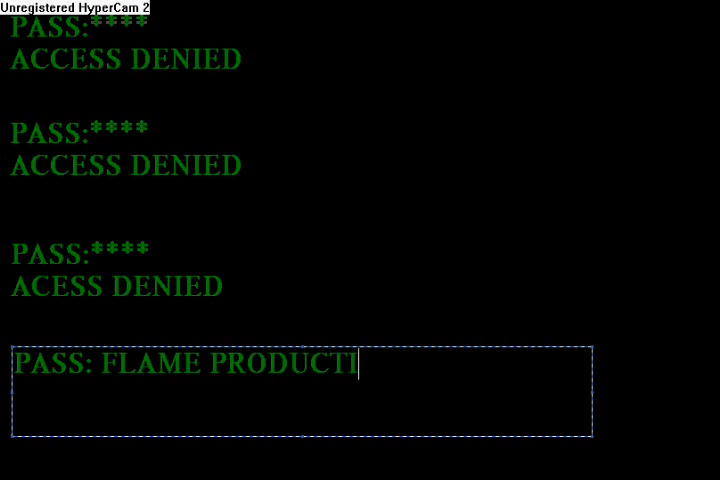 Unregistered HyperCam 2
PASS:****
ACCESS DENIED
PASS:****
ACCESS DENIED
PASS:****
ACESS DENIED
PASS: FLAME PRODUCTI